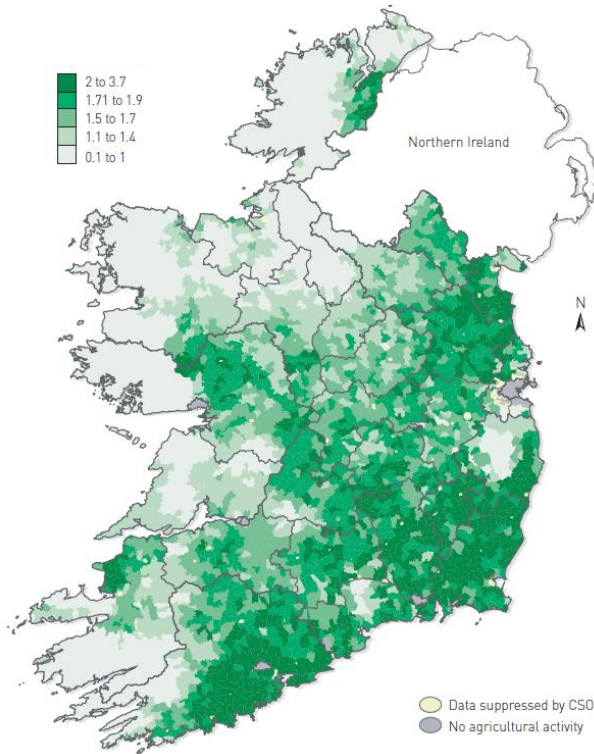 2 to 3.7
1.71 to 1.9
1.5 to 1.7
1.1 to 1.4
0.1 to 1
Northern Ireland
N
Data suppressed by CSO
No agricultural activity